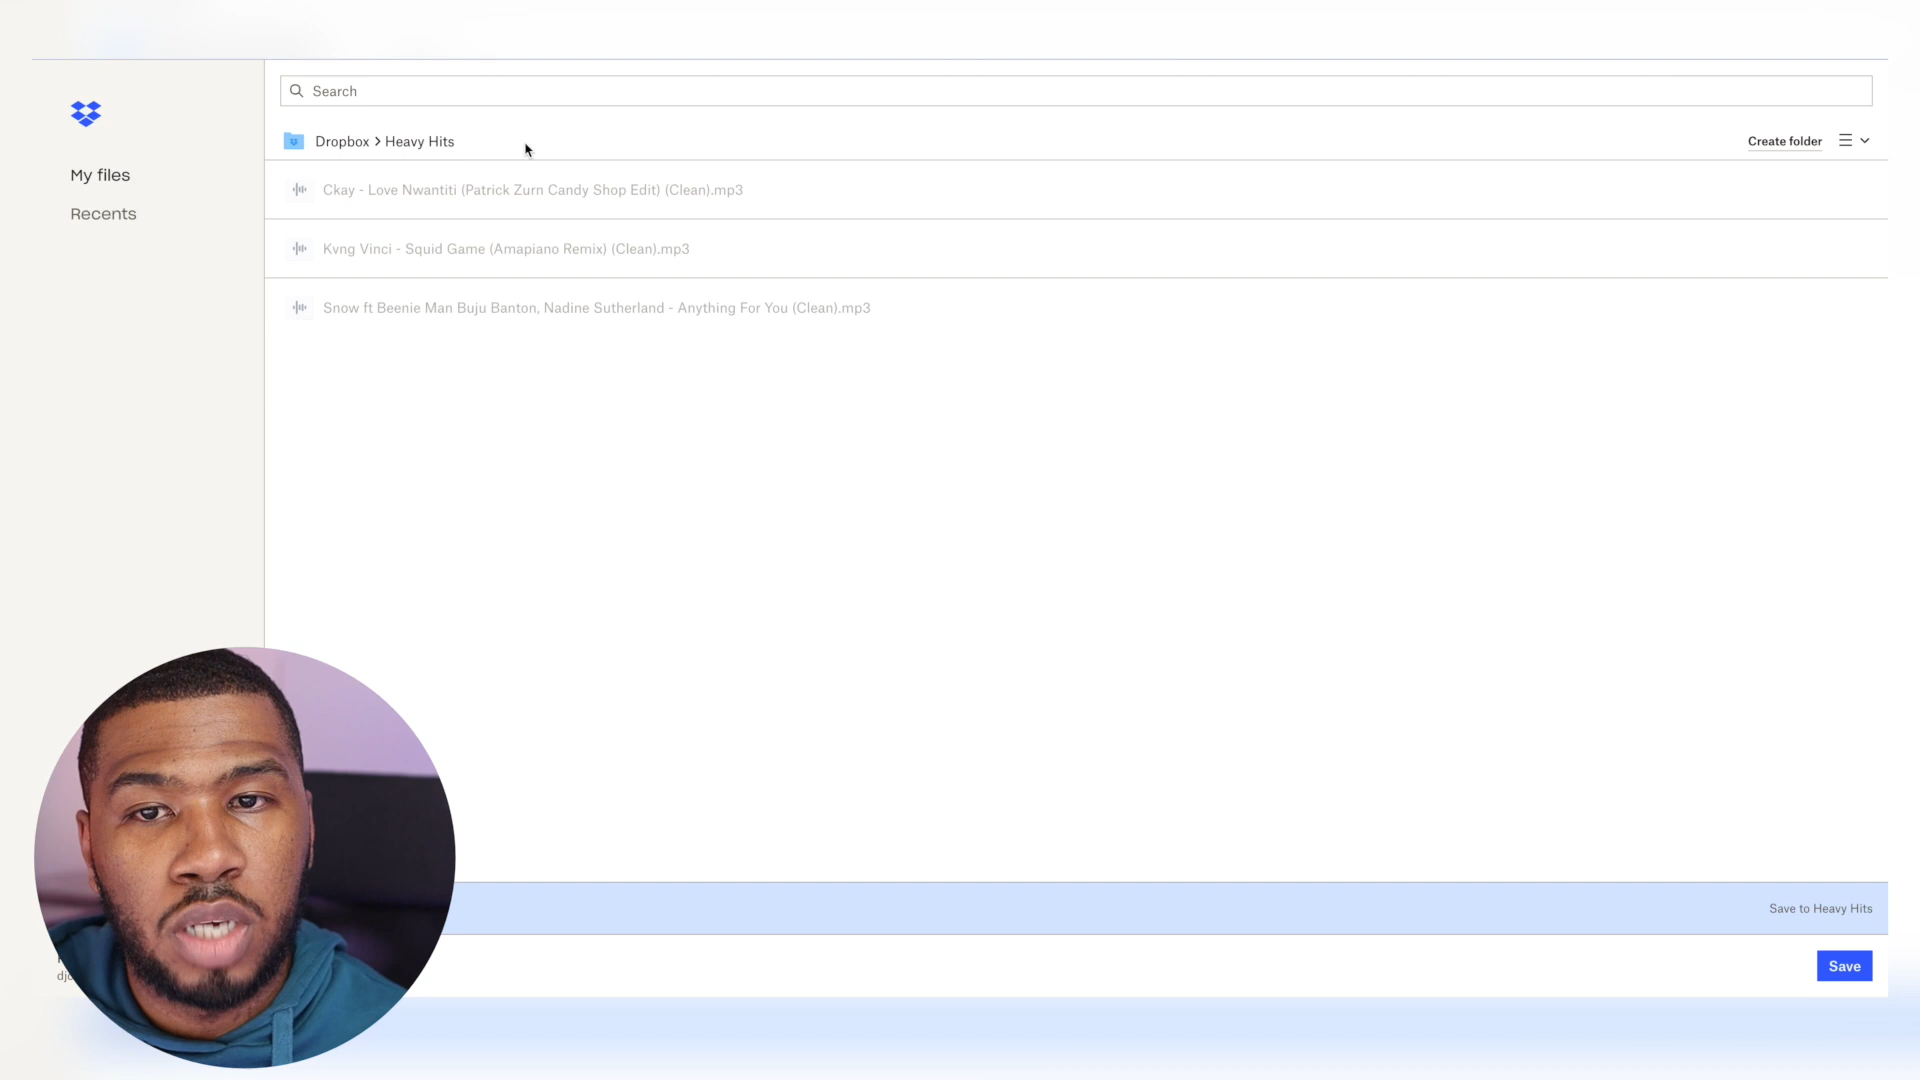 Search
Dropbox > Heavy Hits
Create folder
My files
Recents
Ckay - Love Nwantiti (Patrick Zurn Candy Shop Edit) (Clean).mp3
Kvng Vinci - Squid Game (Amapiano Remix) (Clean).mp3
Snow ft Beenie Man Buju Banton, Nadine Sutherland - Anything For You (Clean).mp3
Save to Heavy Hits
Save